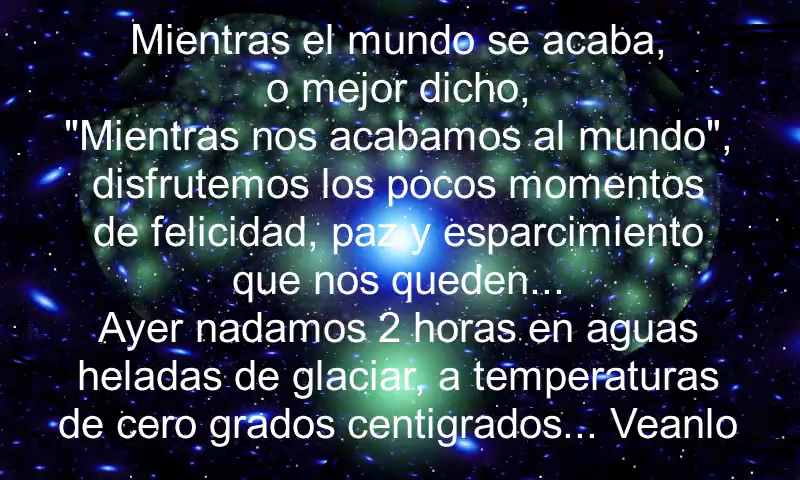 Mientras el mundo se acaba,
o mejor dicho,
"Mientras nos acabamos al mundo",
disfrutemos los pocos momentos
de felicidad, paz y esparcimiento
que nos queden...
Ayer nadamos 2 horas en aguas
heladas de glaciar, a temperaturas
de cero grados centigrados... Veanlo